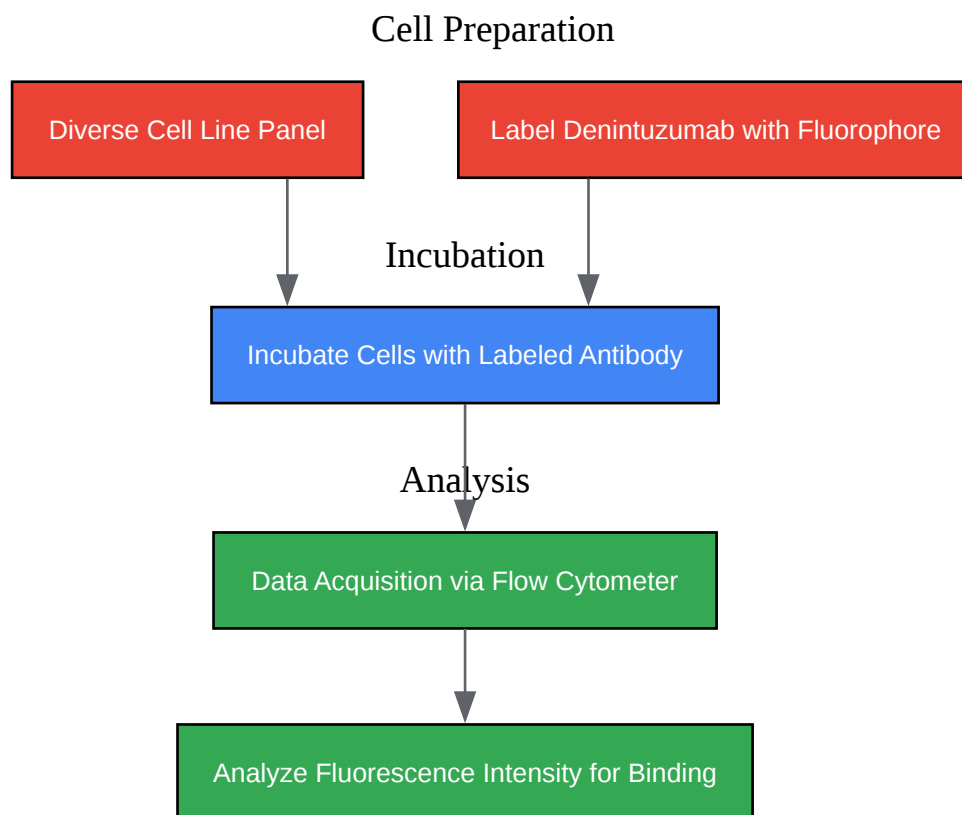 Cell Preparation
Diverse Cell Line Panel
Label Denintuzumab with Fluorophore
Incubation
Incubate Cells with Labeled Antibody
Analysis
Data Acquisition via Flow Cytometer
Analyze Fluorescence Intensity for Binding